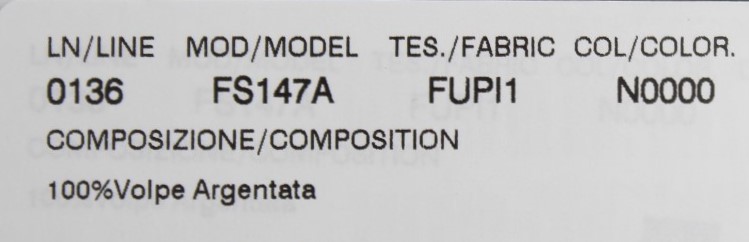 LN/LINE MOD/MODEL TES./FABRIC COL/COLOR.
0136 FS147A FUPI1 N0000
COMPOSIZIONE/COMPOSITION
100%Volpe Argentata